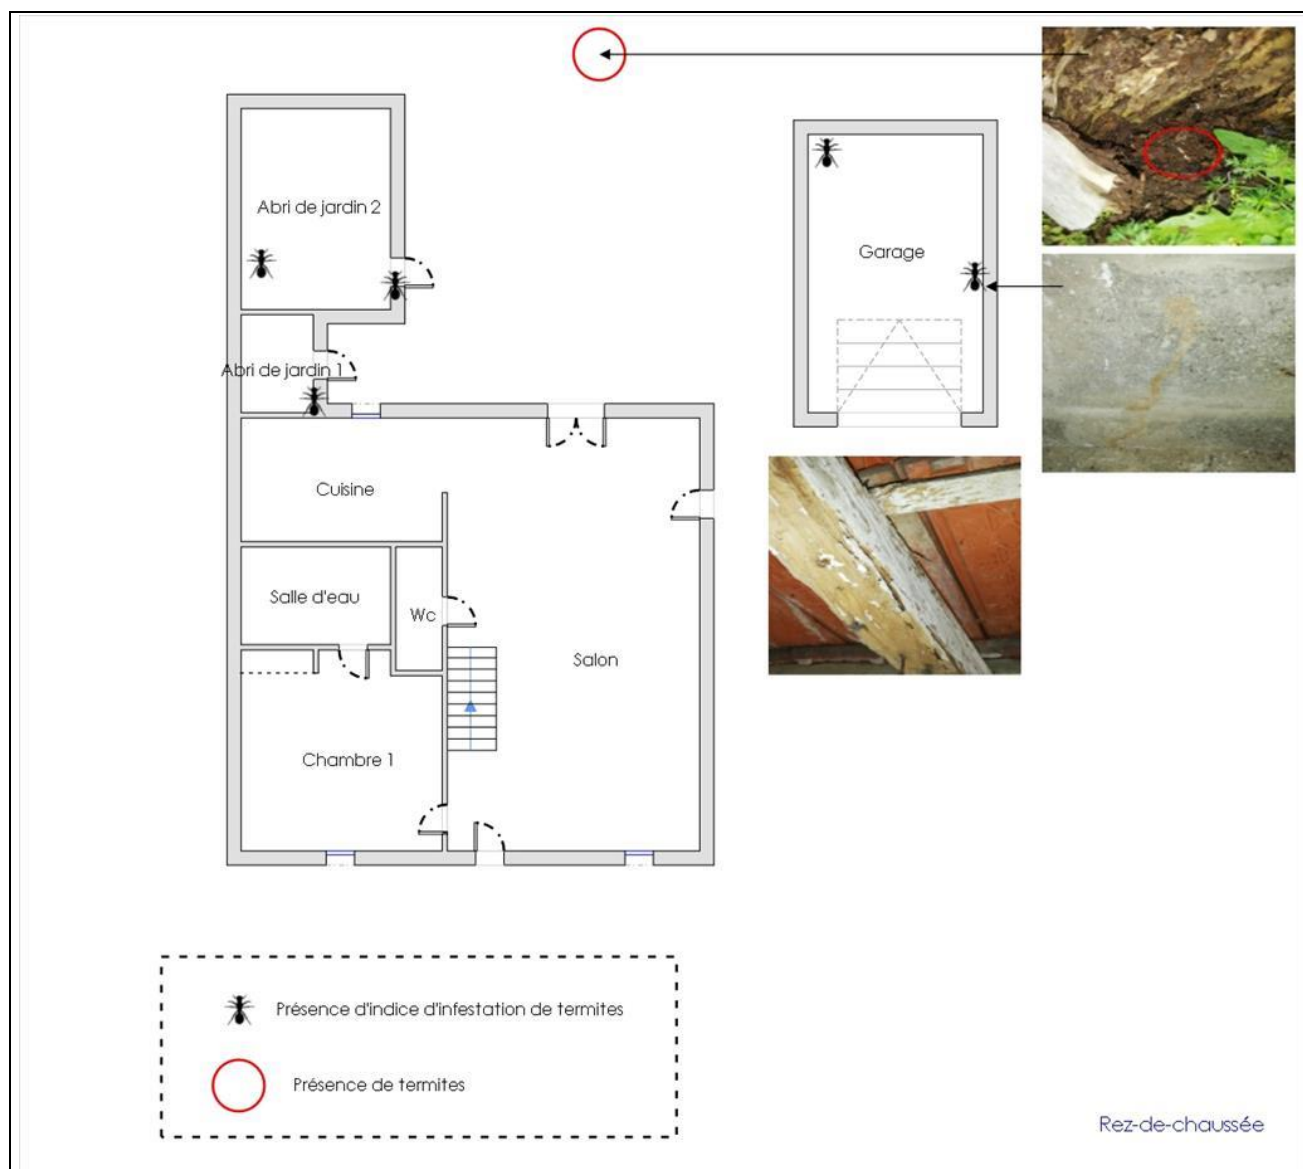 Abri de jardin 2
Garage
Abri de jardin 1
Cuisine
Salle d'eau
Wc
Salon
Chambre 1
Présence d'indice d'infestation de termites
Présence de termites
Rez-de-chaussée